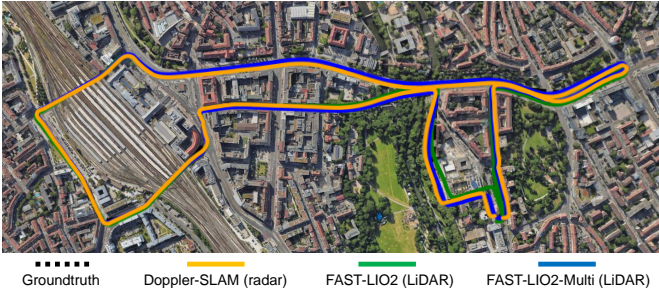 Groundtruth
Doppler-SLAM (radar)
FAST-LIO2 (LiDAR)
FAST-LIO2-Multi (LiDAR)